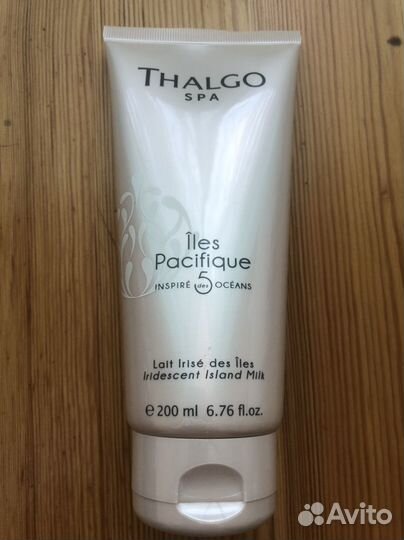 THALGO
SPA
Îles
Pacifique
INSPIRÉ des 5 OCÉANS
Lait Irisé des Îles
Iridescent Island Milk
℮ 200 ml 6.76 fl.oz.
Avito